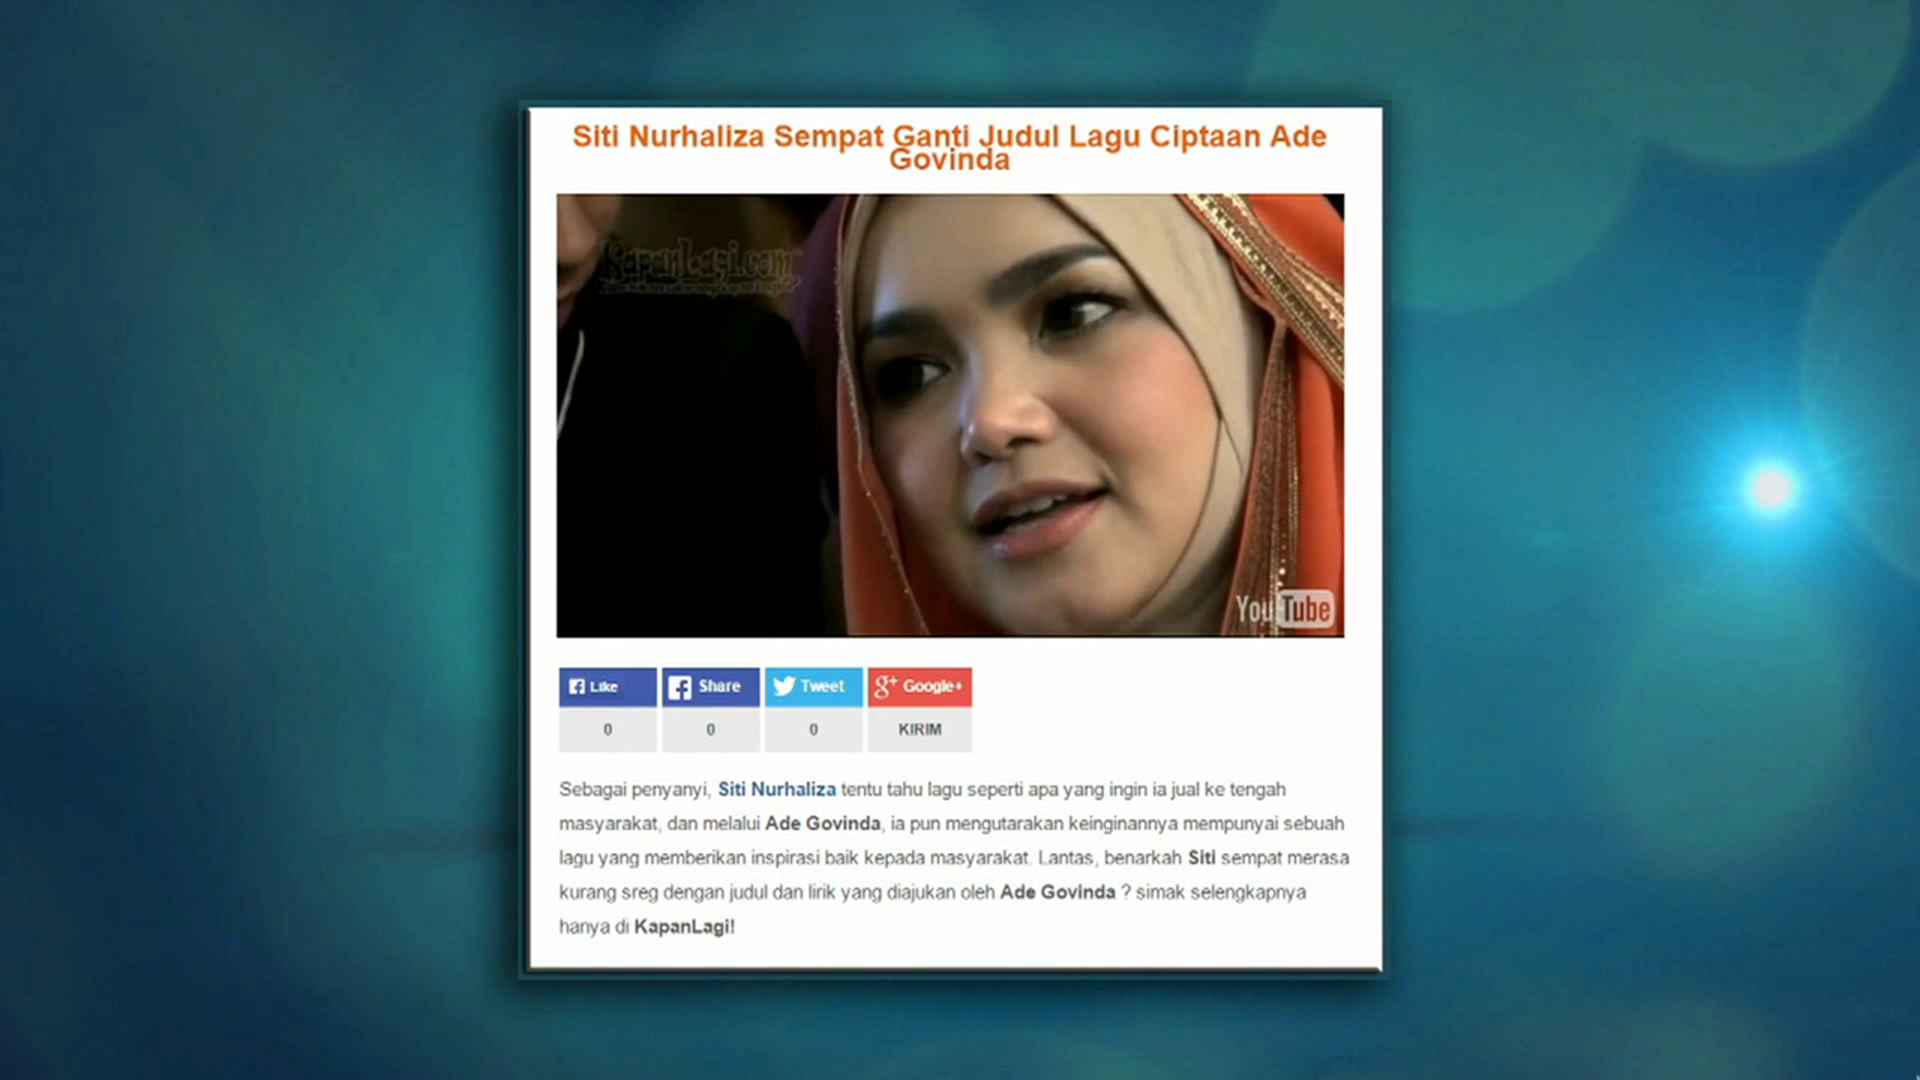 Siti Nurhaliza Sempat Ganti Judul Lagu Ciptaan Ade
Govinda
KapanLagi.com
YouTube
Like
Share
Tweet
g+ Google+
0
0
0
KIRIM
Sebagai penyanyi, Siti Nurhaliza tentu tahu lagu seperti apa yang ingin ia jual ke tengah
masyarakat, dan melalui Ade Govinda, ia pun mengutarakan keinginannya mempunyai sebuah
lagu yang memberikan inspirasi baik kepada masyarakat. Lantas, benarkah Siti sempat merasa
kurang sreg dengan judul dan lirik yang diajukan oleh Ade Govinda ? simak selengkapnya
hanya di KapanLagi!